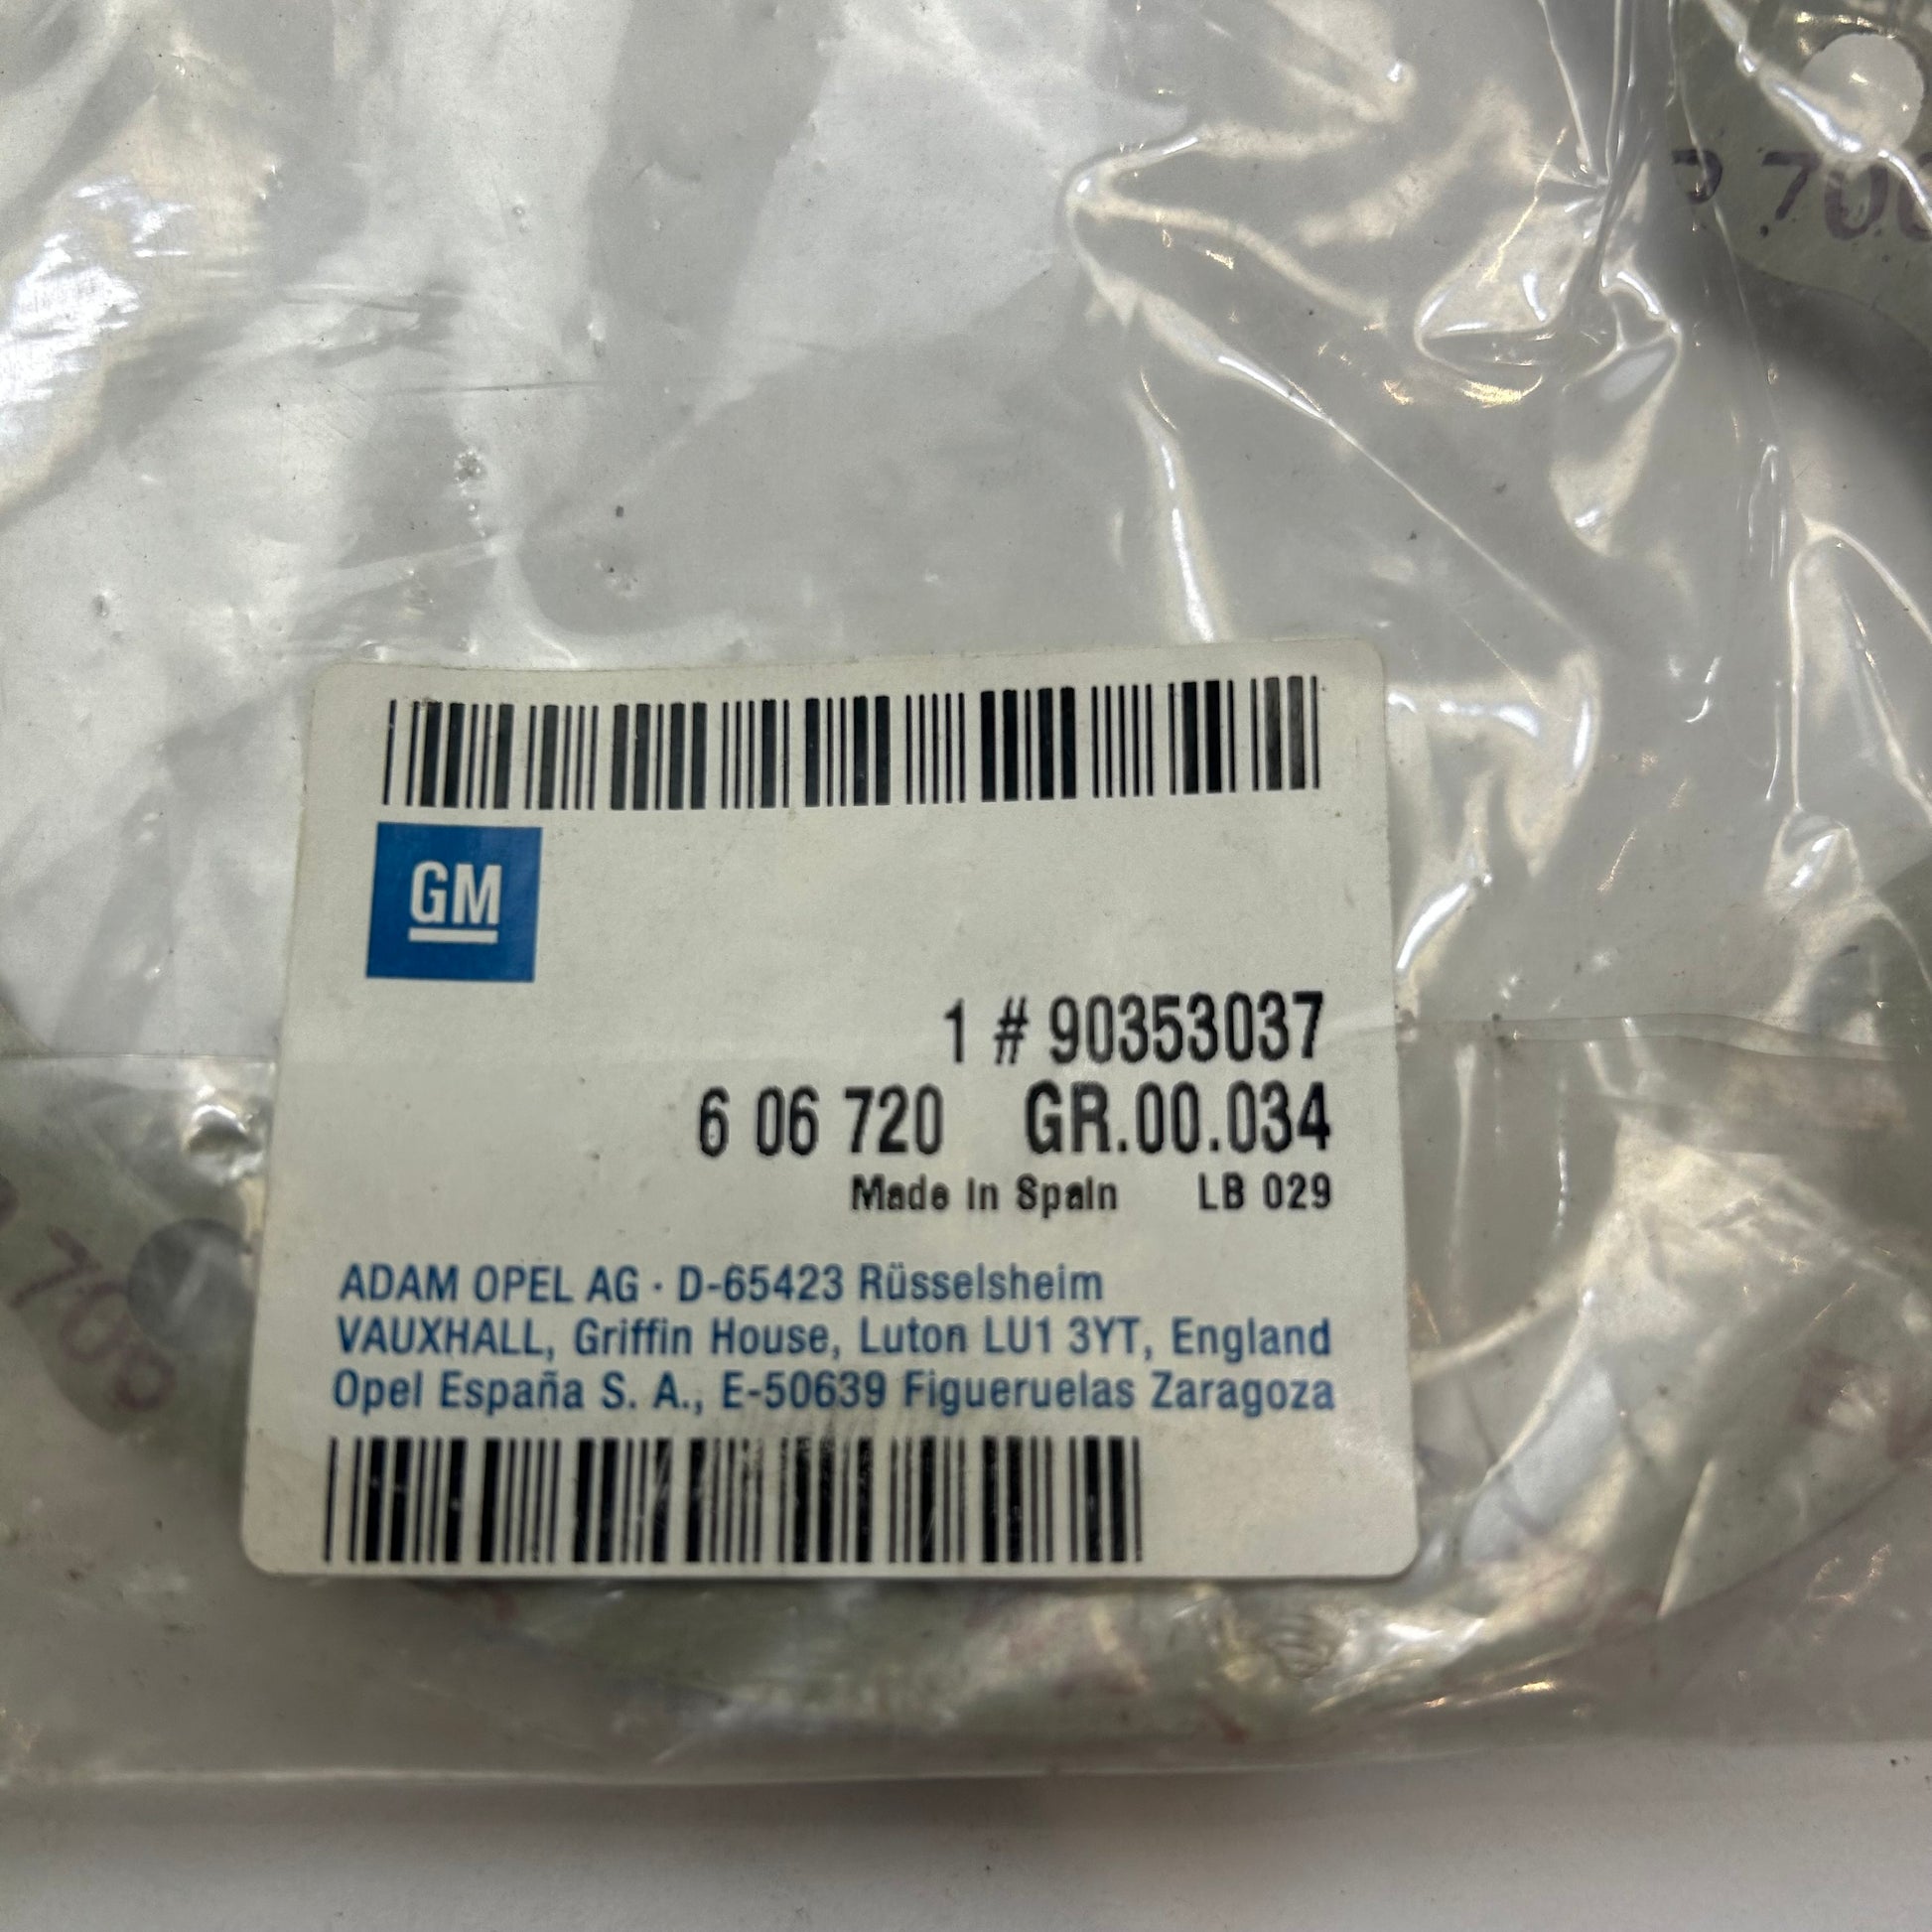 P 700
GM
1 # 90353037
6 06 720 GR.00.034
Made in Spain LB 029
ADAM OPEL AG · D-65423 Rüsselsheim
VAUXHALL, Griffin House, Luton LU1 3YT, England
Opel España S. A., E-50639 Figueruelas Zaragoza